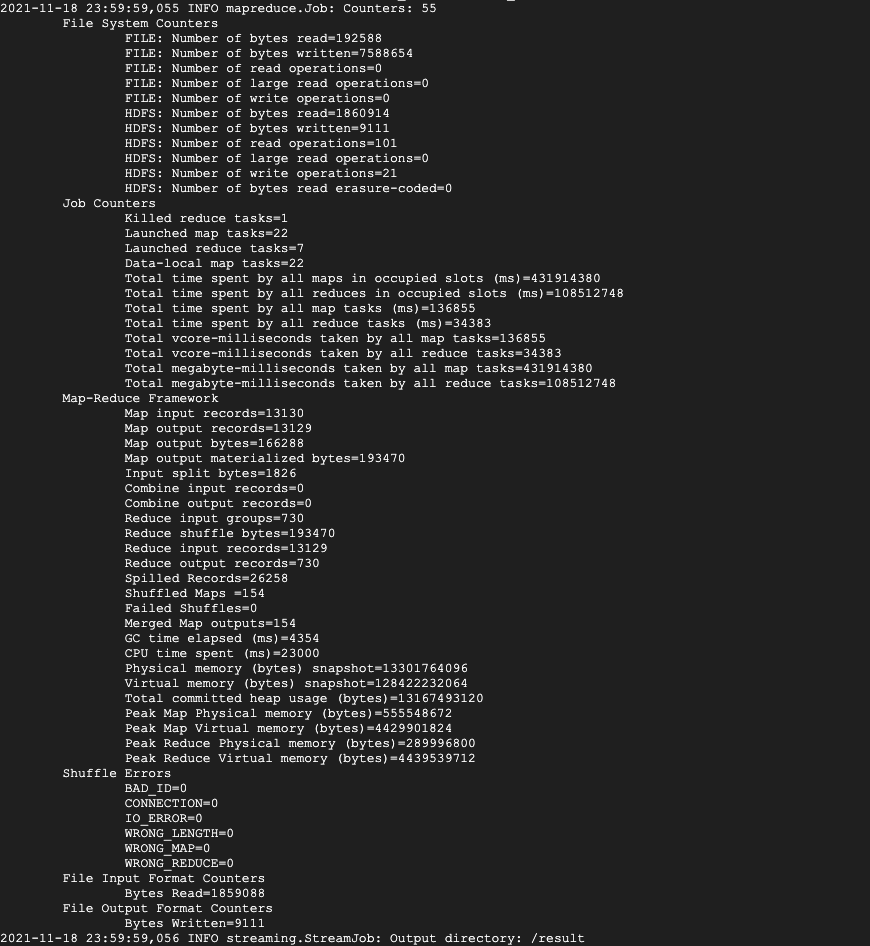 2021-11-18 23:59:59,055 INFO mapreduce.Job: Counters: 55
File System Counters
FILE: Number of bytes read=192588
FILE: Number of bytes written=7588654
FILE: Number of read operations=0
FILE: Number of large read operations=0
FILE: Number of write operations=0
HDFS: Number of bytes read=1860914
HDFS: Number of bytes written=9111
HDFS: Number of read operations=101
HDFS: Number of large read operations=0
HDFS: Number of write operations=21
HDFS: Number of bytes read erasure-coded=0
Job Counters
Killed reduce tasks=1
Launched map tasks=22
Launched reduce tasks=7
Data-local map tasks=22
Total time spent by all maps in occupied slots (ms)=431914380
Total time spent by all reduces in occupied slots (ms)=108512748
Total time spent by all map tasks (ms)=136855
Total time spent by all reduce tasks (ms)=34383
Total vcore-milliseconds taken by all map tasks=136855
Total vcore-milliseconds taken by all reduce tasks=34383
Total megabyte-milliseconds taken by all map tasks=431914380
Total megabyte-milliseconds taken by all reduce tasks=108512748
Map-Reduce Framework
Map input records=13130
Map output records=13129
Map output bytes=166288
Map output materialized bytes=193470
Input split bytes=1826
Combine input records=0
Combine output records=0
Reduce input groups=730
Reduce shuffle bytes=193470
Reduce input records=13129
Reduce output records=730
Spilled Records=26258
Shuffled Maps =154
Failed Shuffles=0
Merged Map outputs=154
GC time elapsed (ms)=4354
CPU time spent (ms)=23000
Physical memory (bytes) snapshot=13301764096
Virtual memory (bytes) snapshot=128422232064
Total committed heap usage (bytes)=13167493120
Peak Map Physical memory (bytes)=555548672
Peak Map Virtual memory (bytes)=4429901824
Peak Reduce Physical memory (bytes)=289996800
Peak Reduce Virtual memory (bytes)=4439539712
Shuffle Errors
BAD_ID=0
CONNECTION=0
IO_ERROR=0
WRONG_LENGTH=0
WRONG_MAP=0
WRONG_REDUCE=0
File Input Format Counters
Bytes Read=1859088
File Output Format Counters
Bytes Written=9111
2021-11-18 23:59:59,056 INFO streaming.StreamJob: Output directory: /result